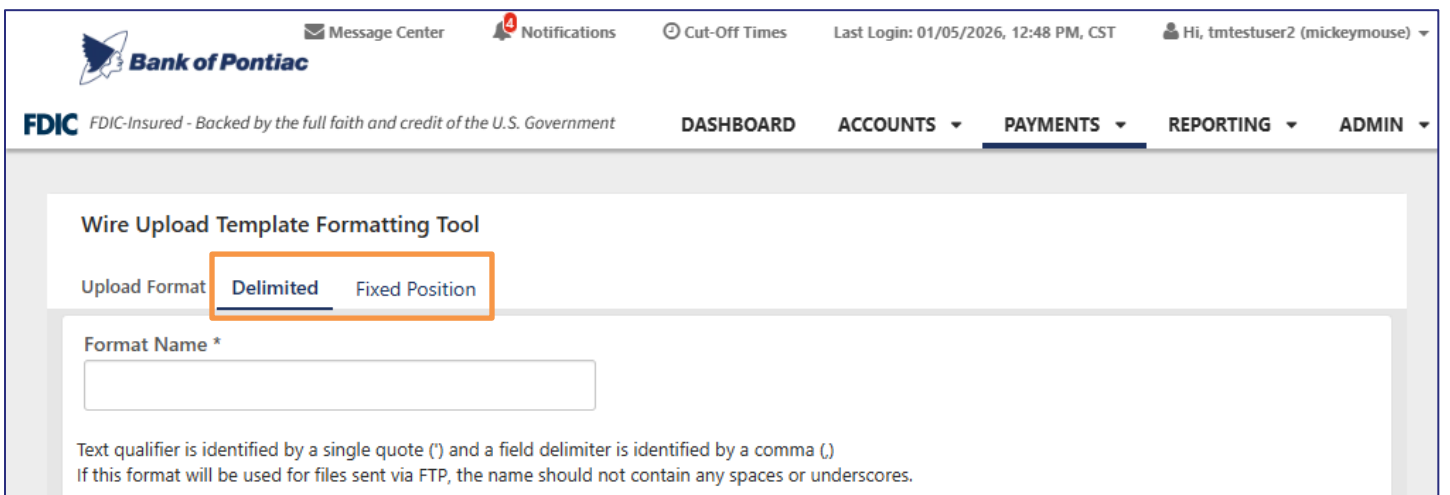 Message Center
4
Notifications
Cut-Off Times
Last Login: 01/05/2026, 12:48 PM, CST
Hi, tmtestuser2 (mickeymouse)
Bank of Pontiac
FDIC FDIC-Insured - Backed by the full faith and credit of the U.S. Government
DASHBOARD
ACCOUNTS
PAYMENTS
REPORTING
ADMIN
Wire Upload Template Formatting Tool
Upload Format Delimited Fixed Position
Format Name *
Text qualifier is identified by a single quote (') and a field delimiter is identified by a comma (,)
If this format will be used for files sent via FTP, the name should not contain any spaces or underscores.